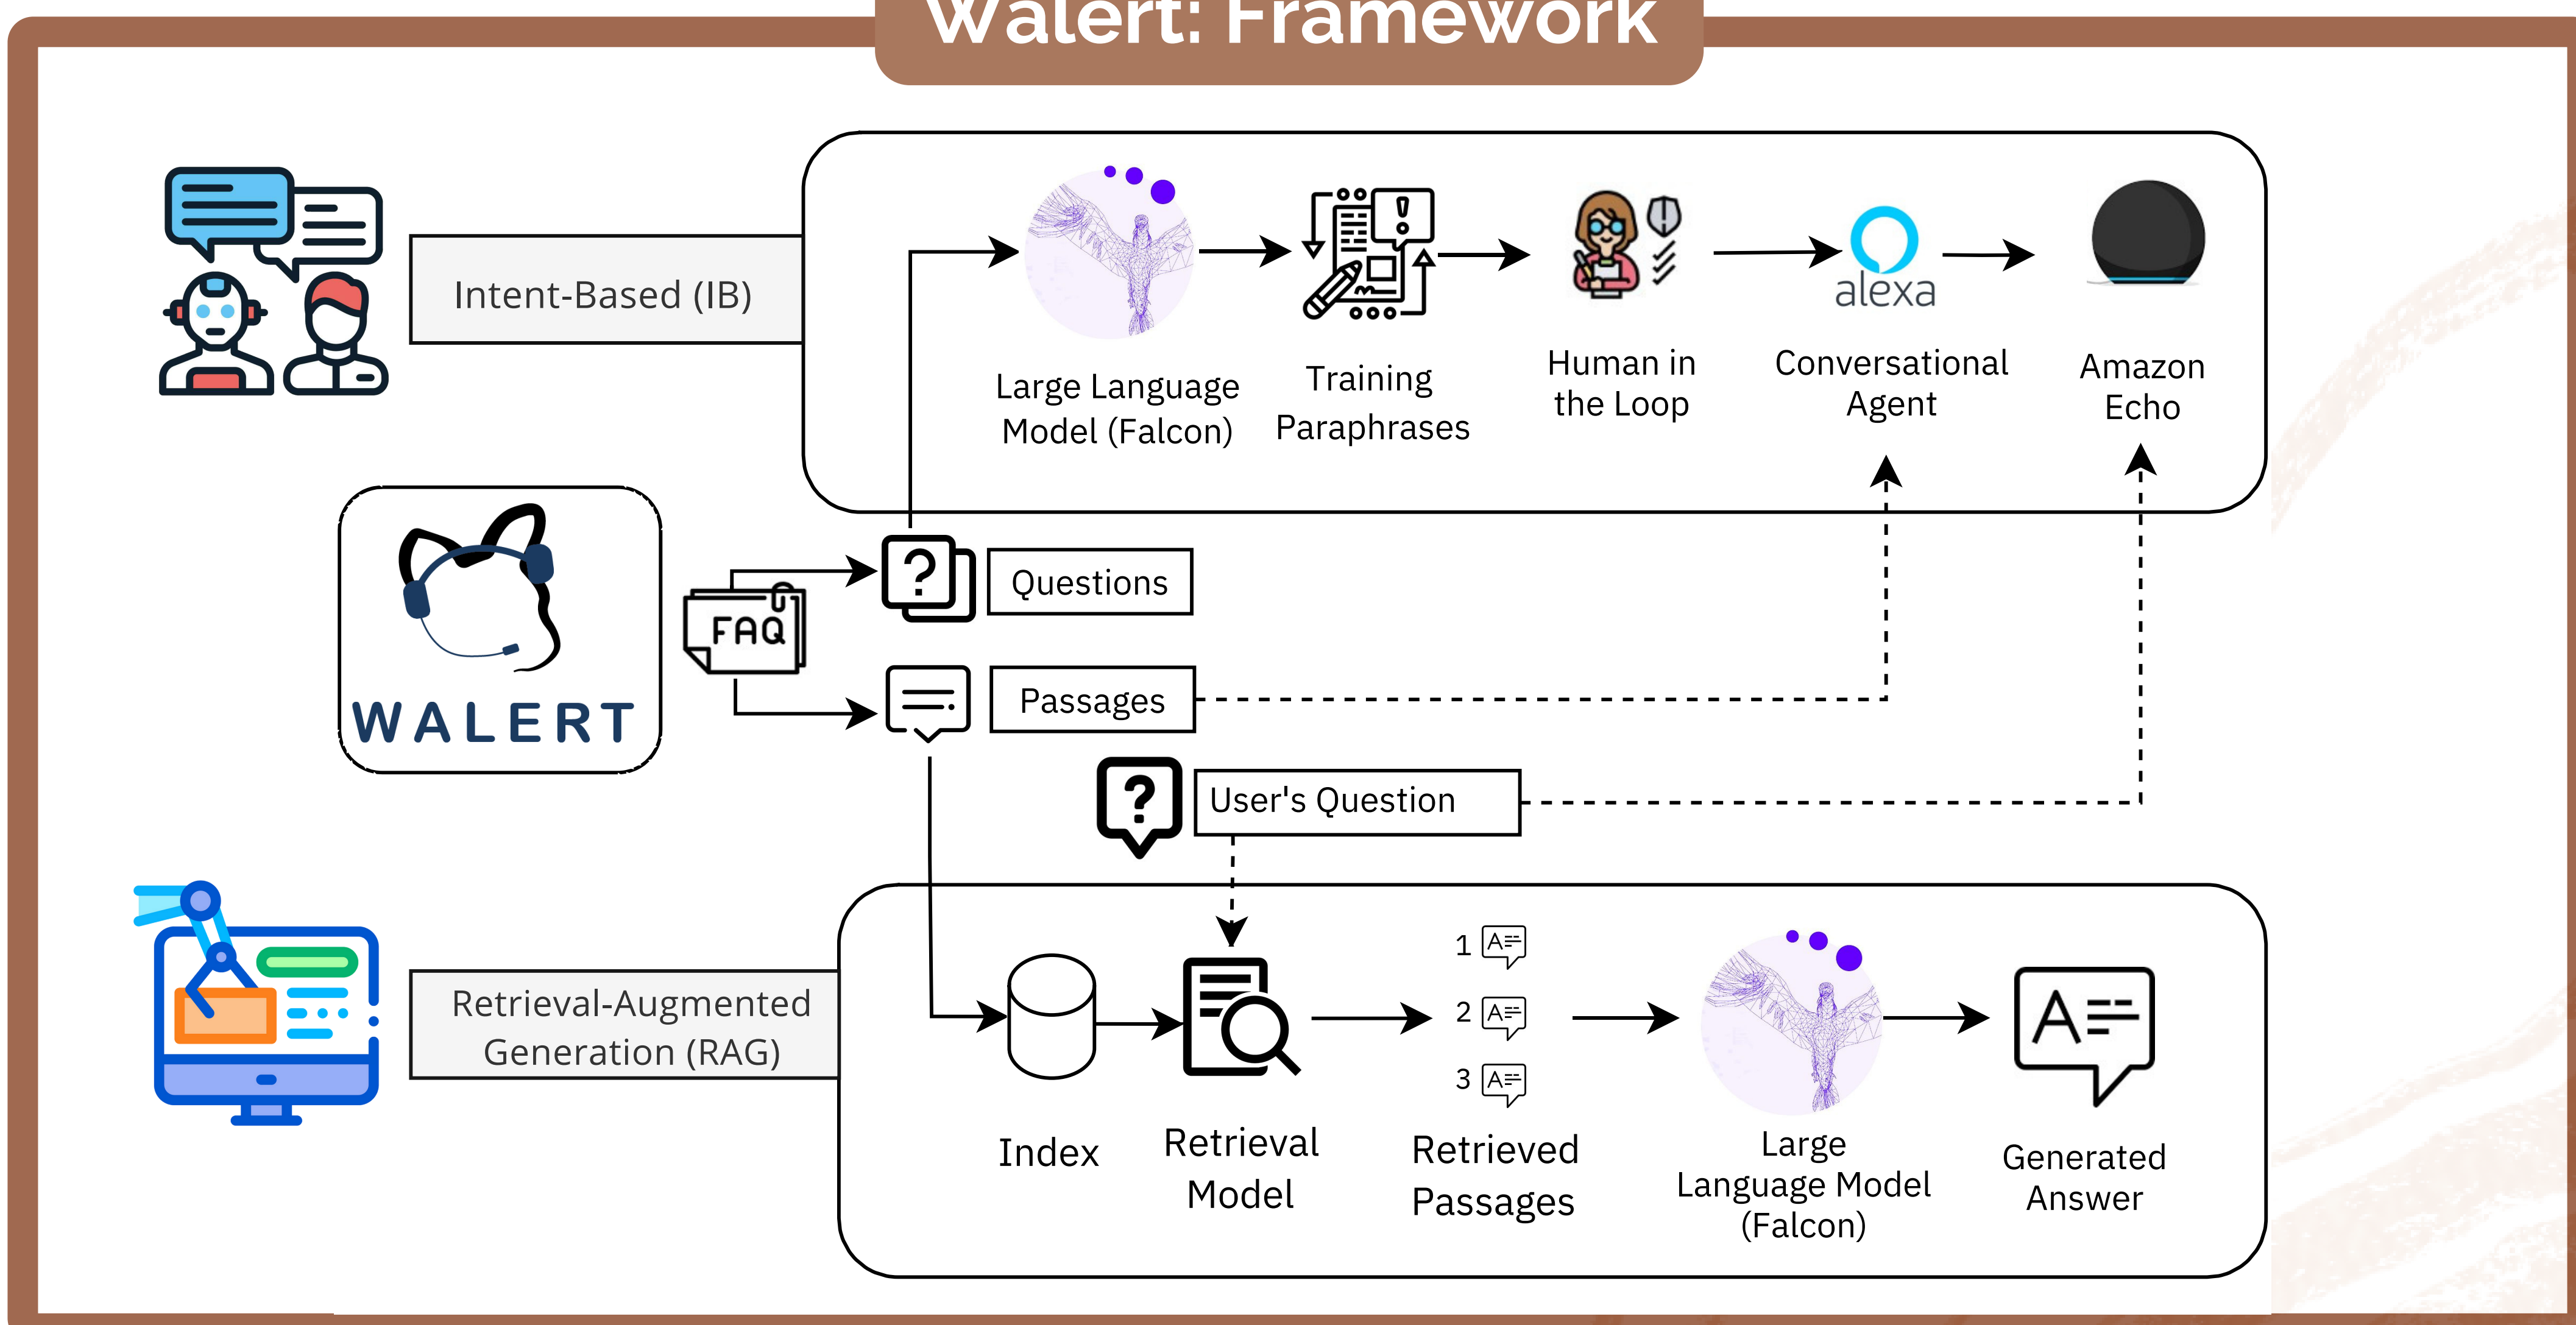 Walert: Framework
Intent-Based (IB)
Large Language
Model (Falcon)
Training
Paraphrases
Human in
the Loop
alexa
Conversational
Agent
Amazon
Echo
WALERT
FAQ
?
Questions
Passages
?
User's Question
Retrieval-Augmented
Generation (RAG)
Index
Retrieval
Model
1 A
2 A
3 A
Retrieved
Passages
Large
Language Model
(Falcon)
A
Generated
Answer